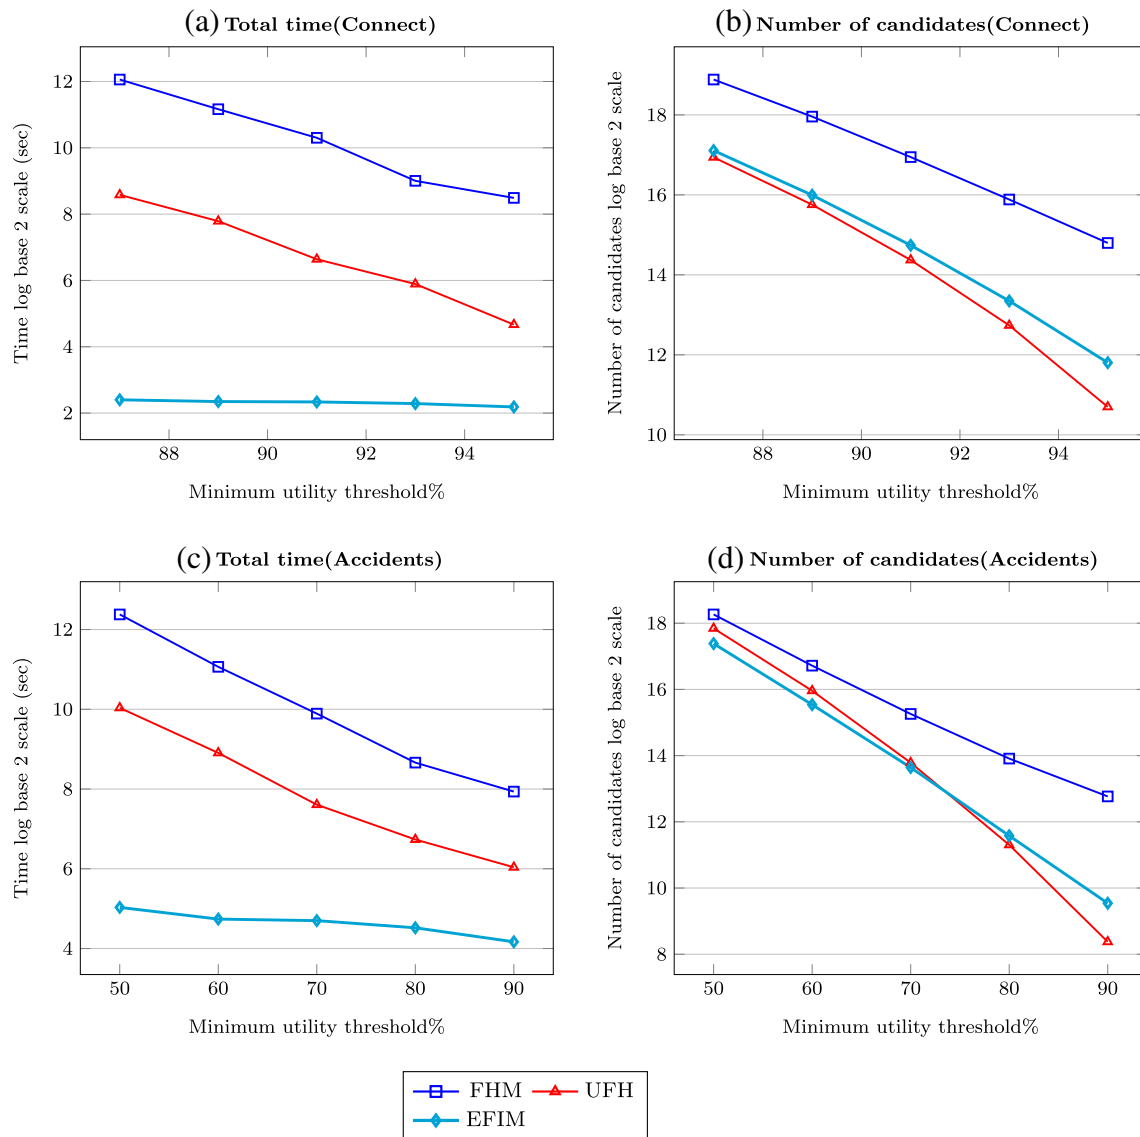 (a) Total time(Connect)
Time log base 2 scale (sec)
12
10
8
6
4
2
88 90 92 94
Minimum utility threshold%
(b) Number of candidates(Connect)
Number of candidates log base 2 scale
18
16
14
12
10
88 90 92 94
Minimum utility threshold%
(c) Total time(Accidents)
Time log base 2 scale (sec)
12
10
8
6
4
50 60 70 80 90
Minimum utility threshold%
(d) Number of candidates(Accidents)
Number of candidates log base 2 scale
18
16
14
12
10
8
50 60 70 80 90
Minimum utility threshold%
FHM UFH
EFIM